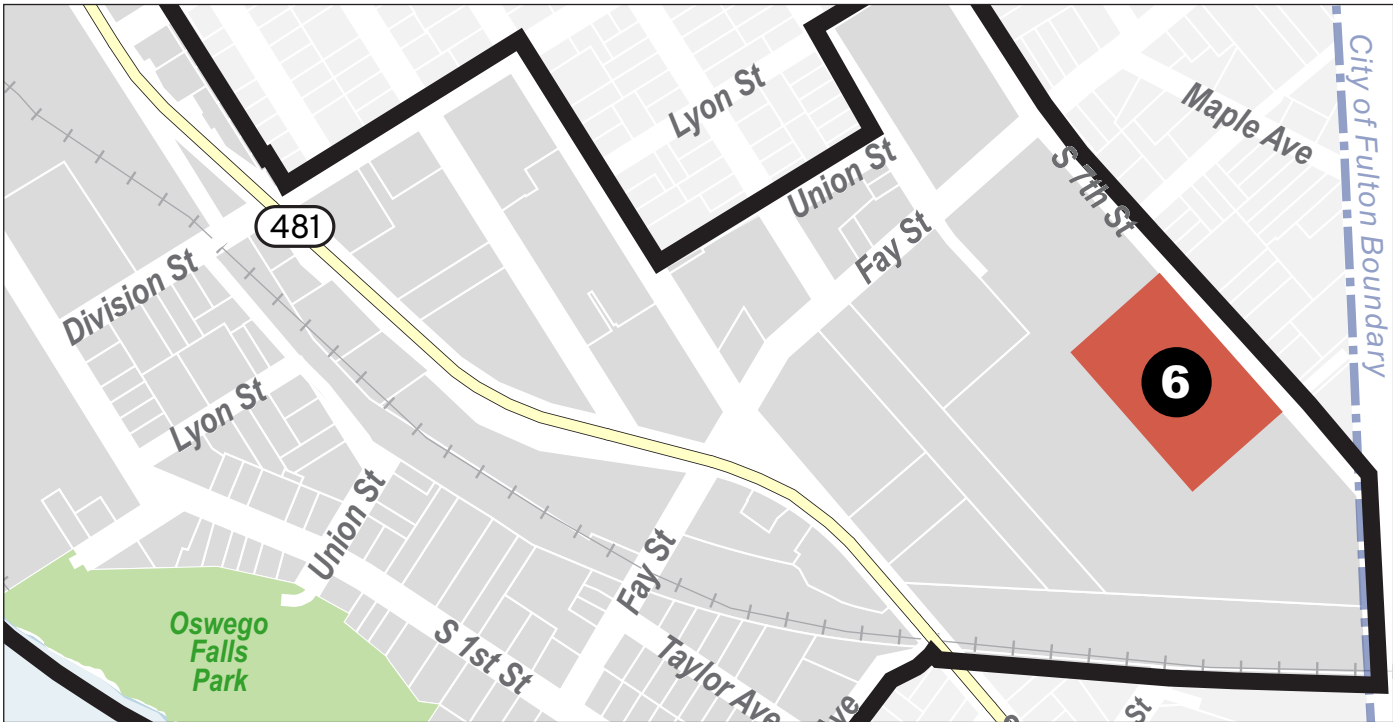 Lyon St
Maple Ave
City of Fulton Boundary
Union St
S 7th St
Fay St
481
Division St
6
Lyon St
Union St
Fay St
Oswego
Falls
Park
S 1st St
Taylor Ave
St